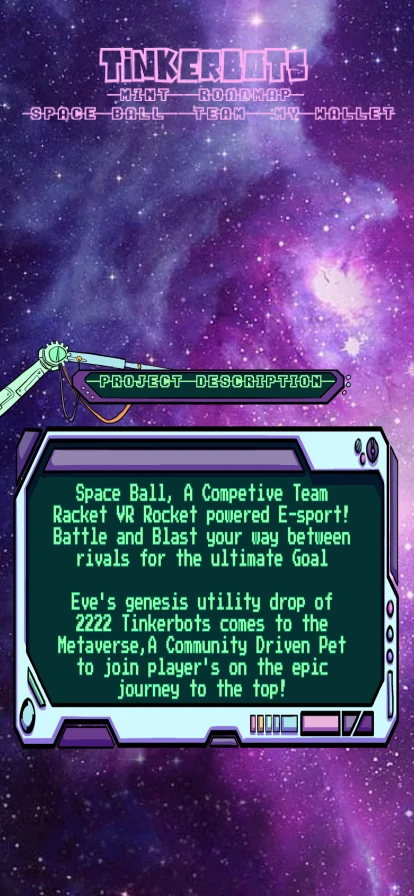 TINKERBOTS
MINT ROADMAP
SPACE BALL TEAM MY WALLET
PROJECT DESCRIPTION
Space Ball, A Competive Team
Racket VR Rocket powered E-sport!
Battle and Blast your way between
rivals for the ultimate Goal
Eve's genesis utility drop of
2222 Tinkerbots comes to the
Metaverse,A Community Driven Pet
to join player's on the epic
journey to the top!